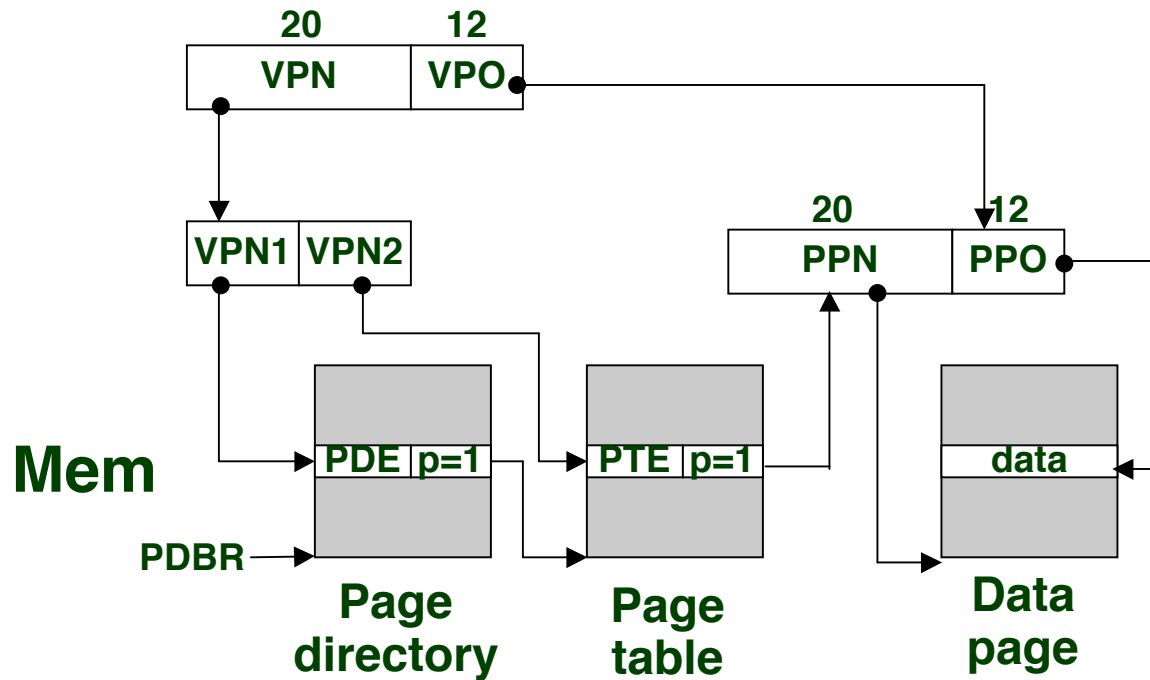 20 12
VPN VPO
20 12
VPN1 VPN2 PPN PPO
Mem PDE p=1 PTE p=1 data
PDBR
Page directory
Page table
Data page